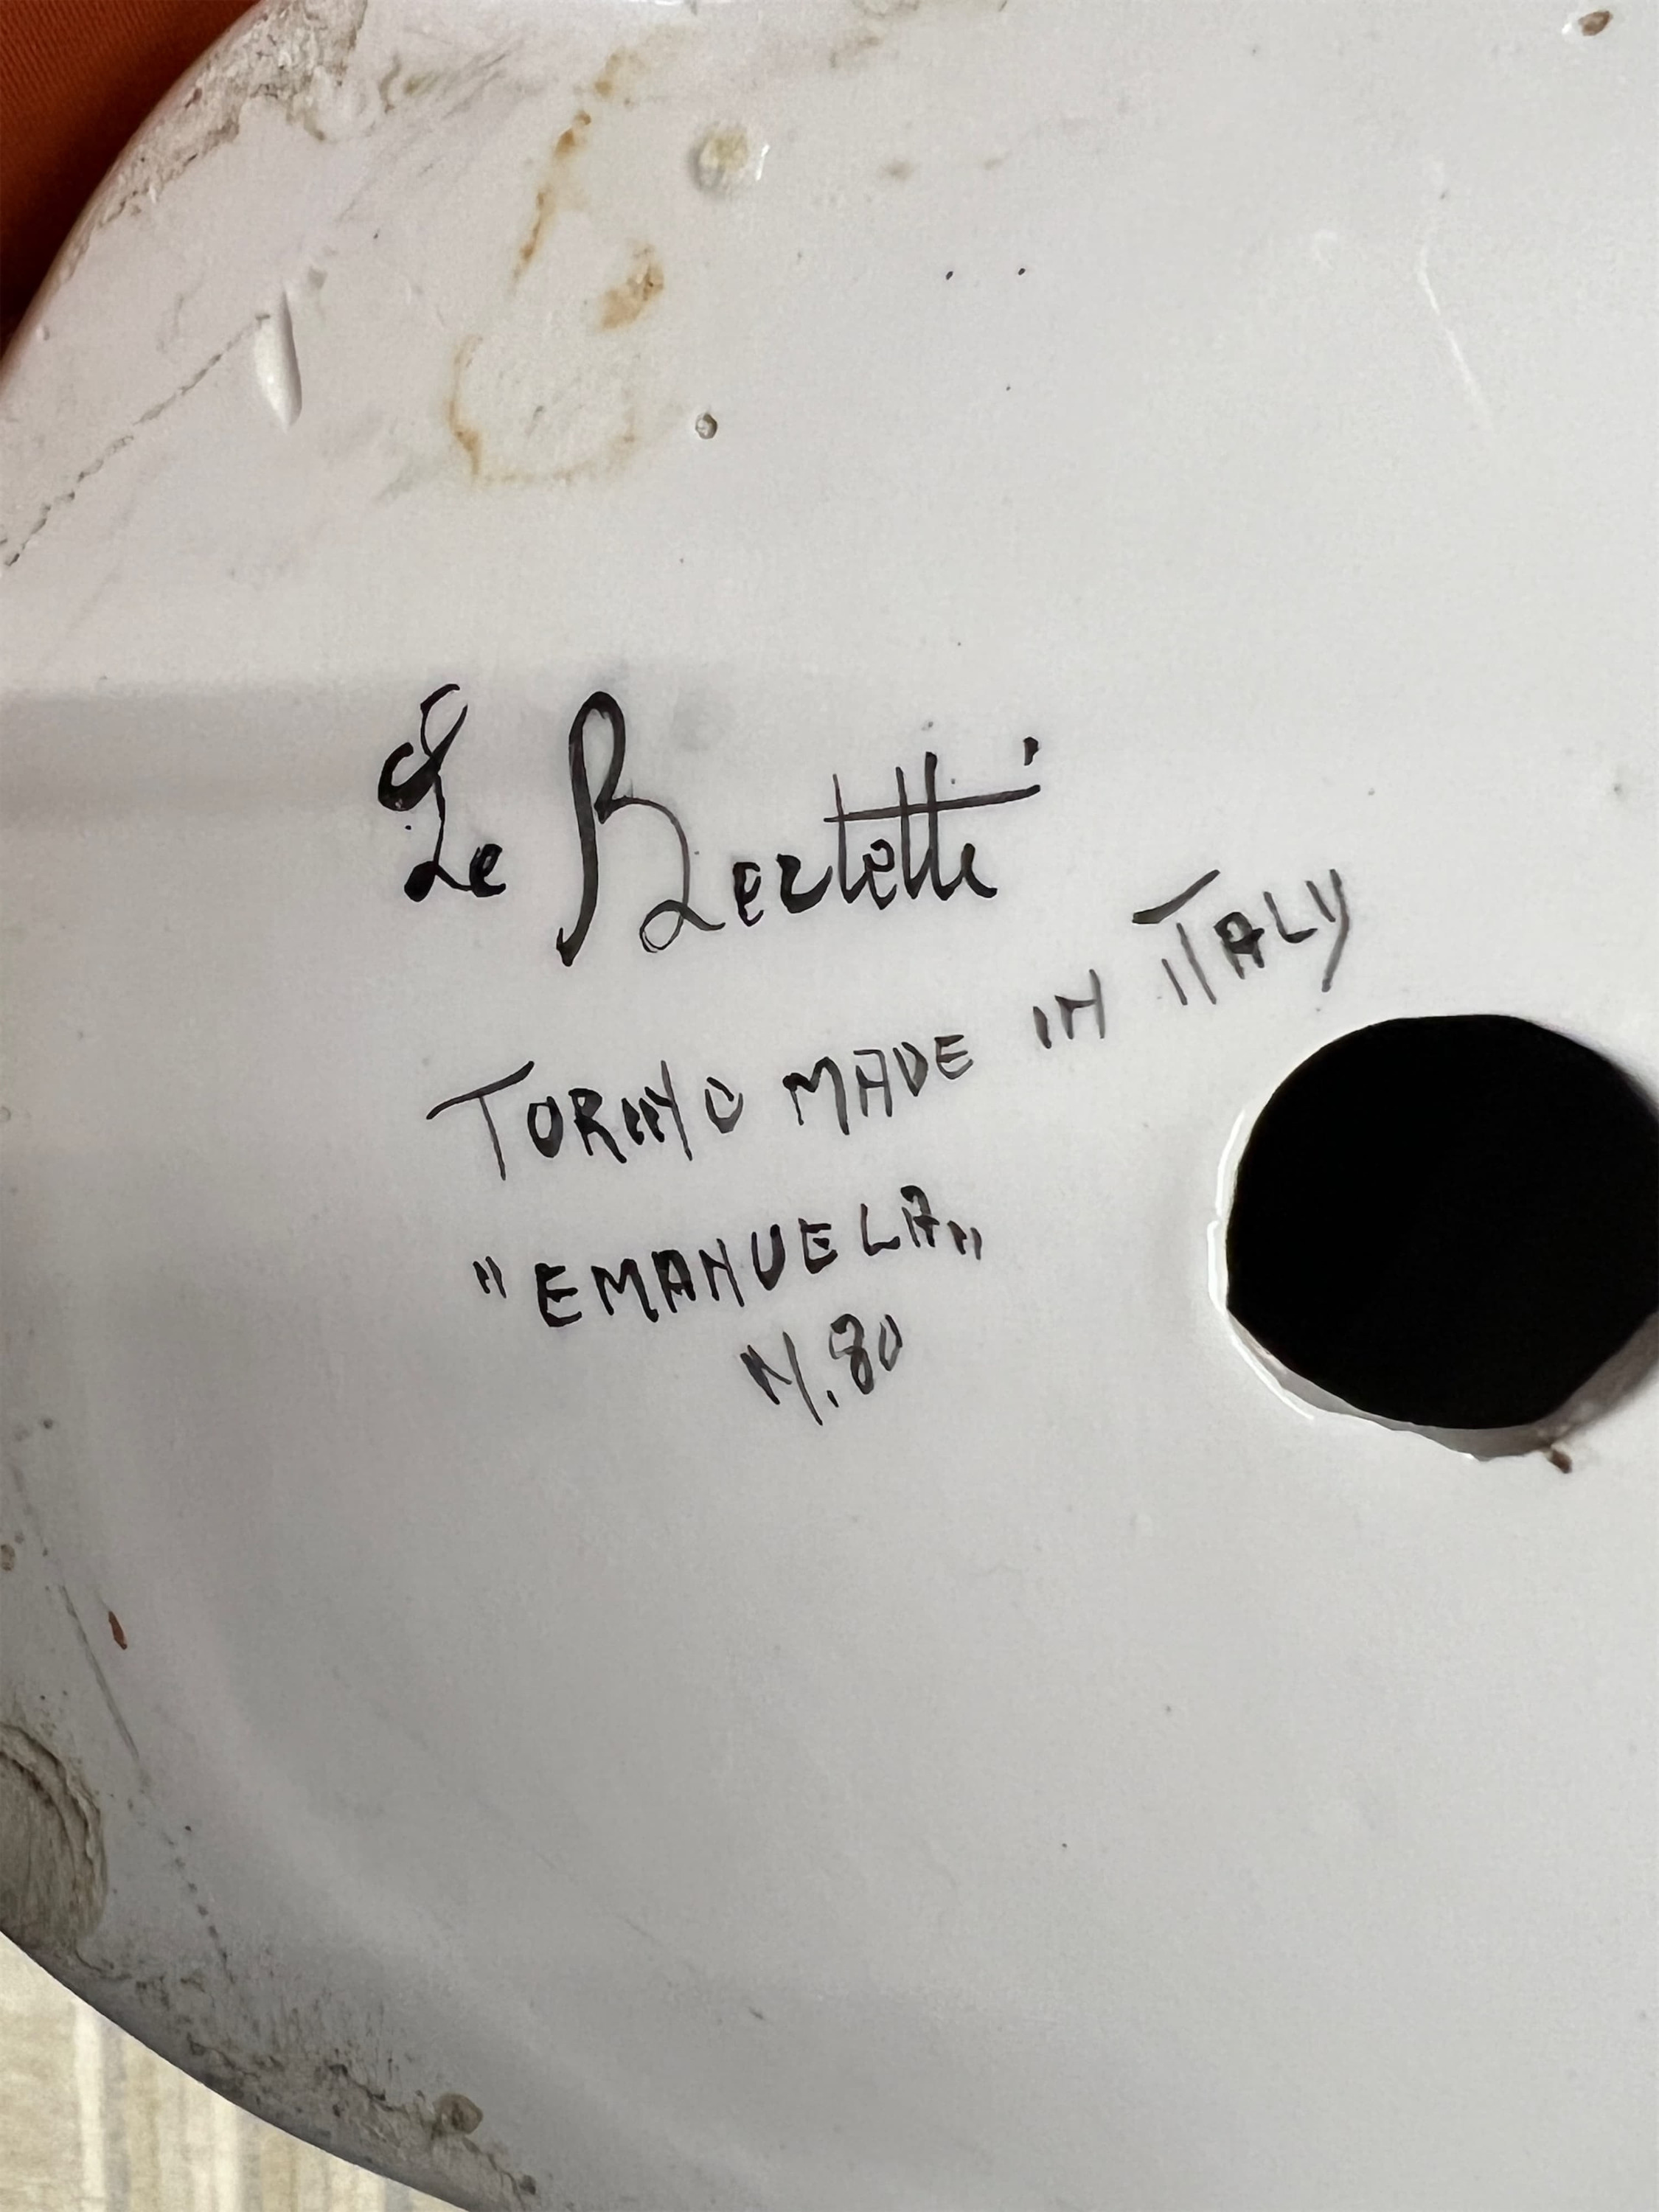 Le Bertetti
TORINO MADE IN ITALY
"EMANUELA"
N.80